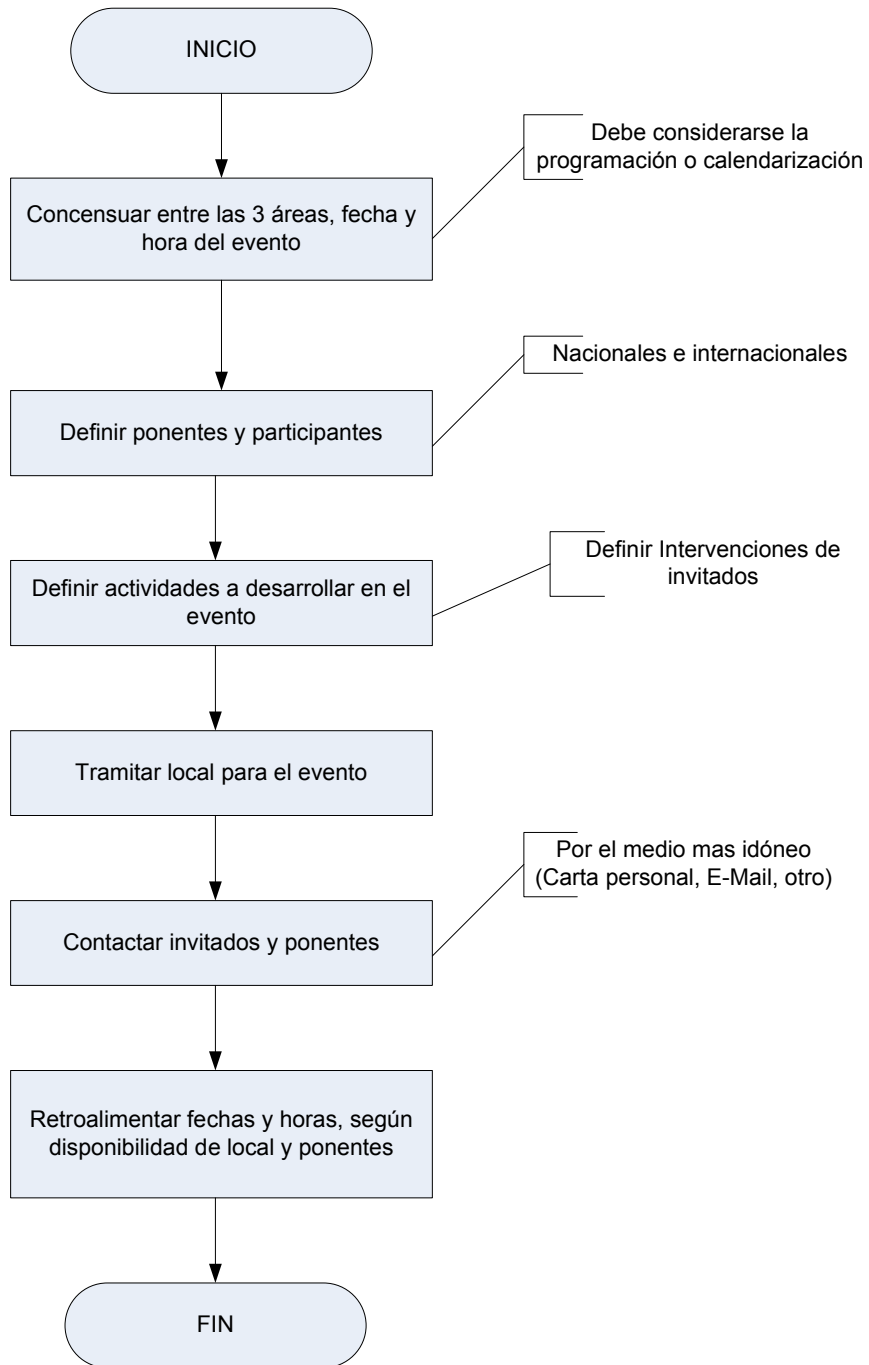 INICIO
Debe considerarse la
programación o calendarización
Concensuar entre las 3 áreas, fecha y
hora del evento
Nacionales e internacionales
Definir ponentes y participantes
Definir Intervenciones de
invitados
Definir actividades a desarrollar en el
evento
Tramitar local para el evento
Por el medio mas idóneo
(Carta personal, E-Mail, otro)
Contactar invitados y ponentes
Retroalimentar fechas y horas, según
disponibilidad de local y ponentes
FIN